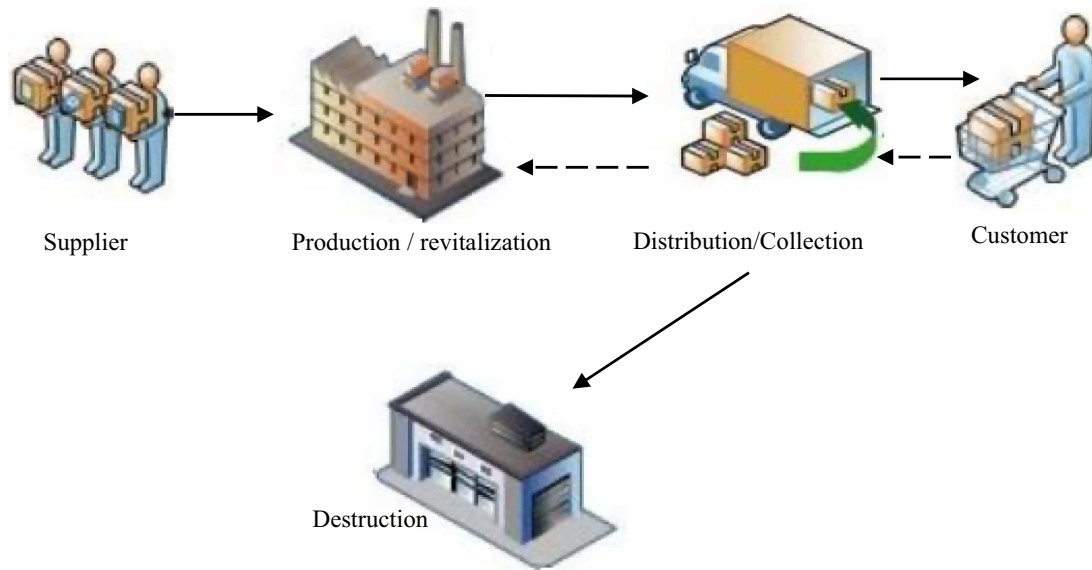 Supplier
Production / revitalization
Distribution/Collection
Customer
Destruction